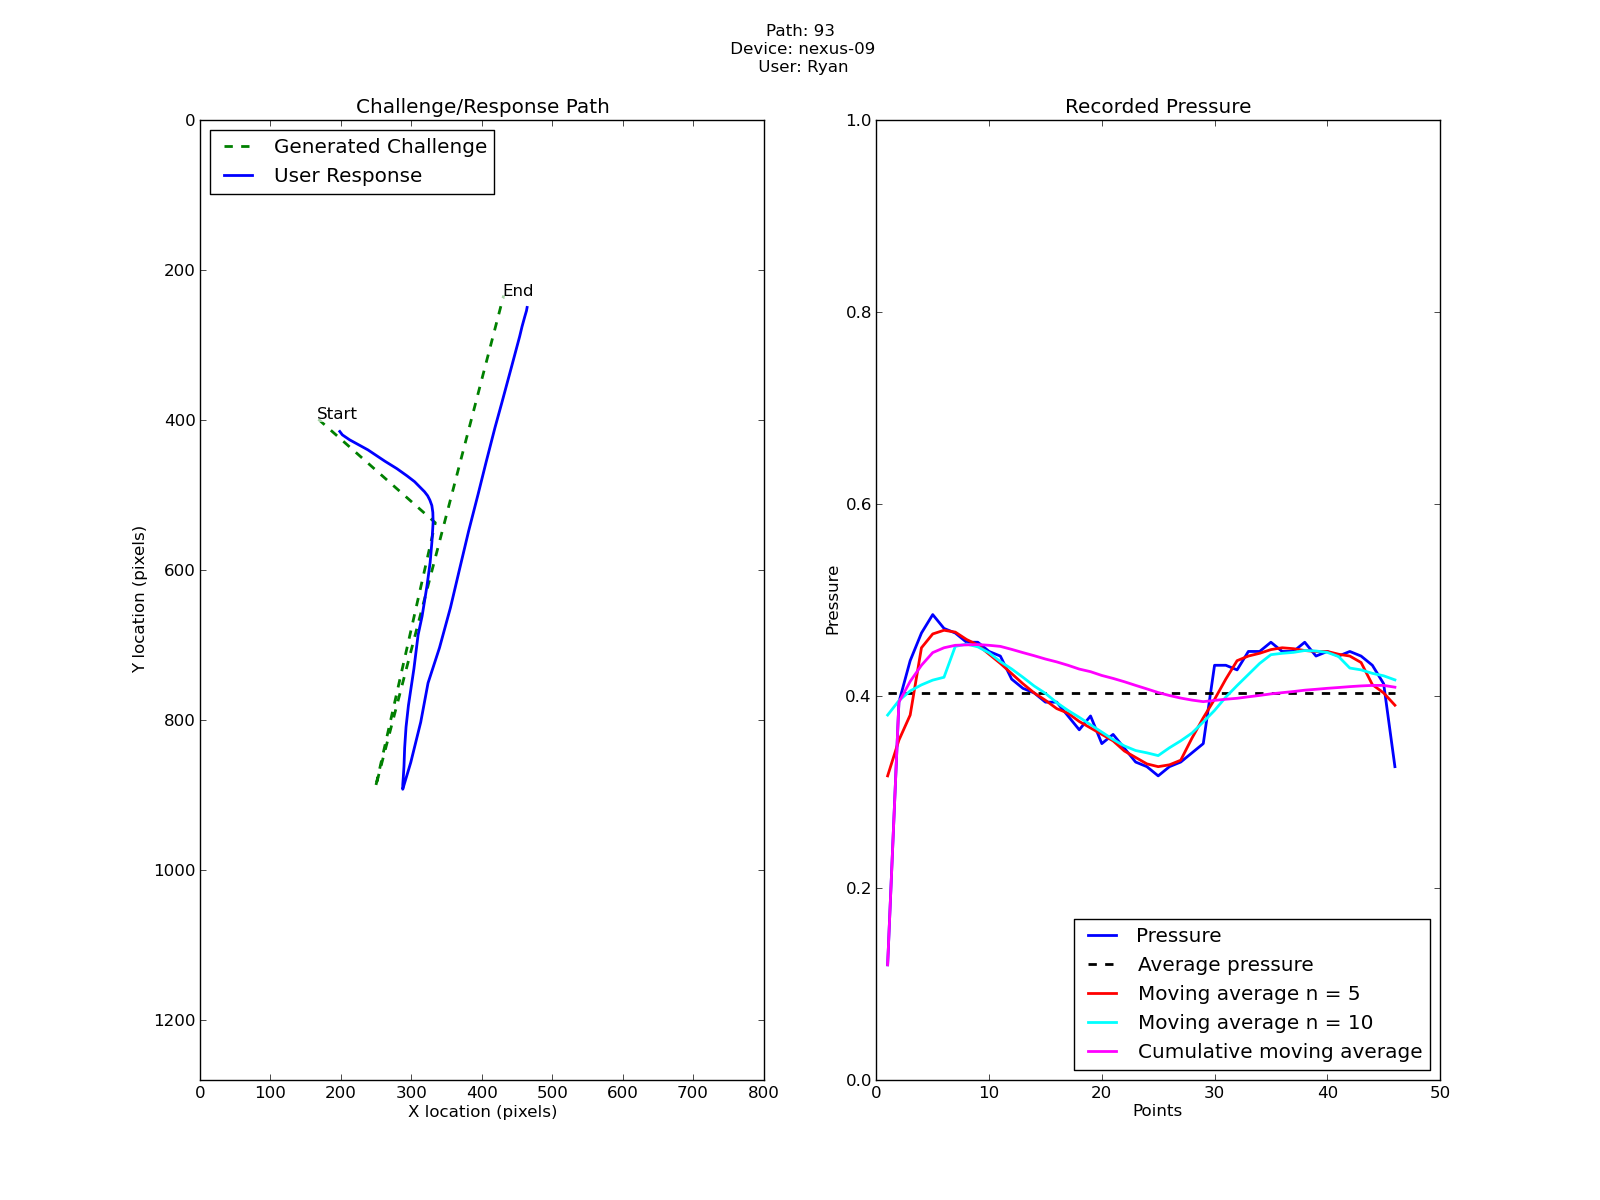 Path: 93
Device: nexus-09
User: Ryan
Challenge/Response Path
Generated Challenge
User Response
Start
End
0
200
400
600
800
1000
1200
Y location (pixels)
0 100 200 300 400 500 600 700 800
X location (pixels)
Recorded Pressure
1.0
0.8
0.6
0.4
0.2
0.0
Pressure
Pressure
Average pressure
Moving average n = 5
Moving average n = 10
Cumulative moving average
0 10 20 30 40 50
Points